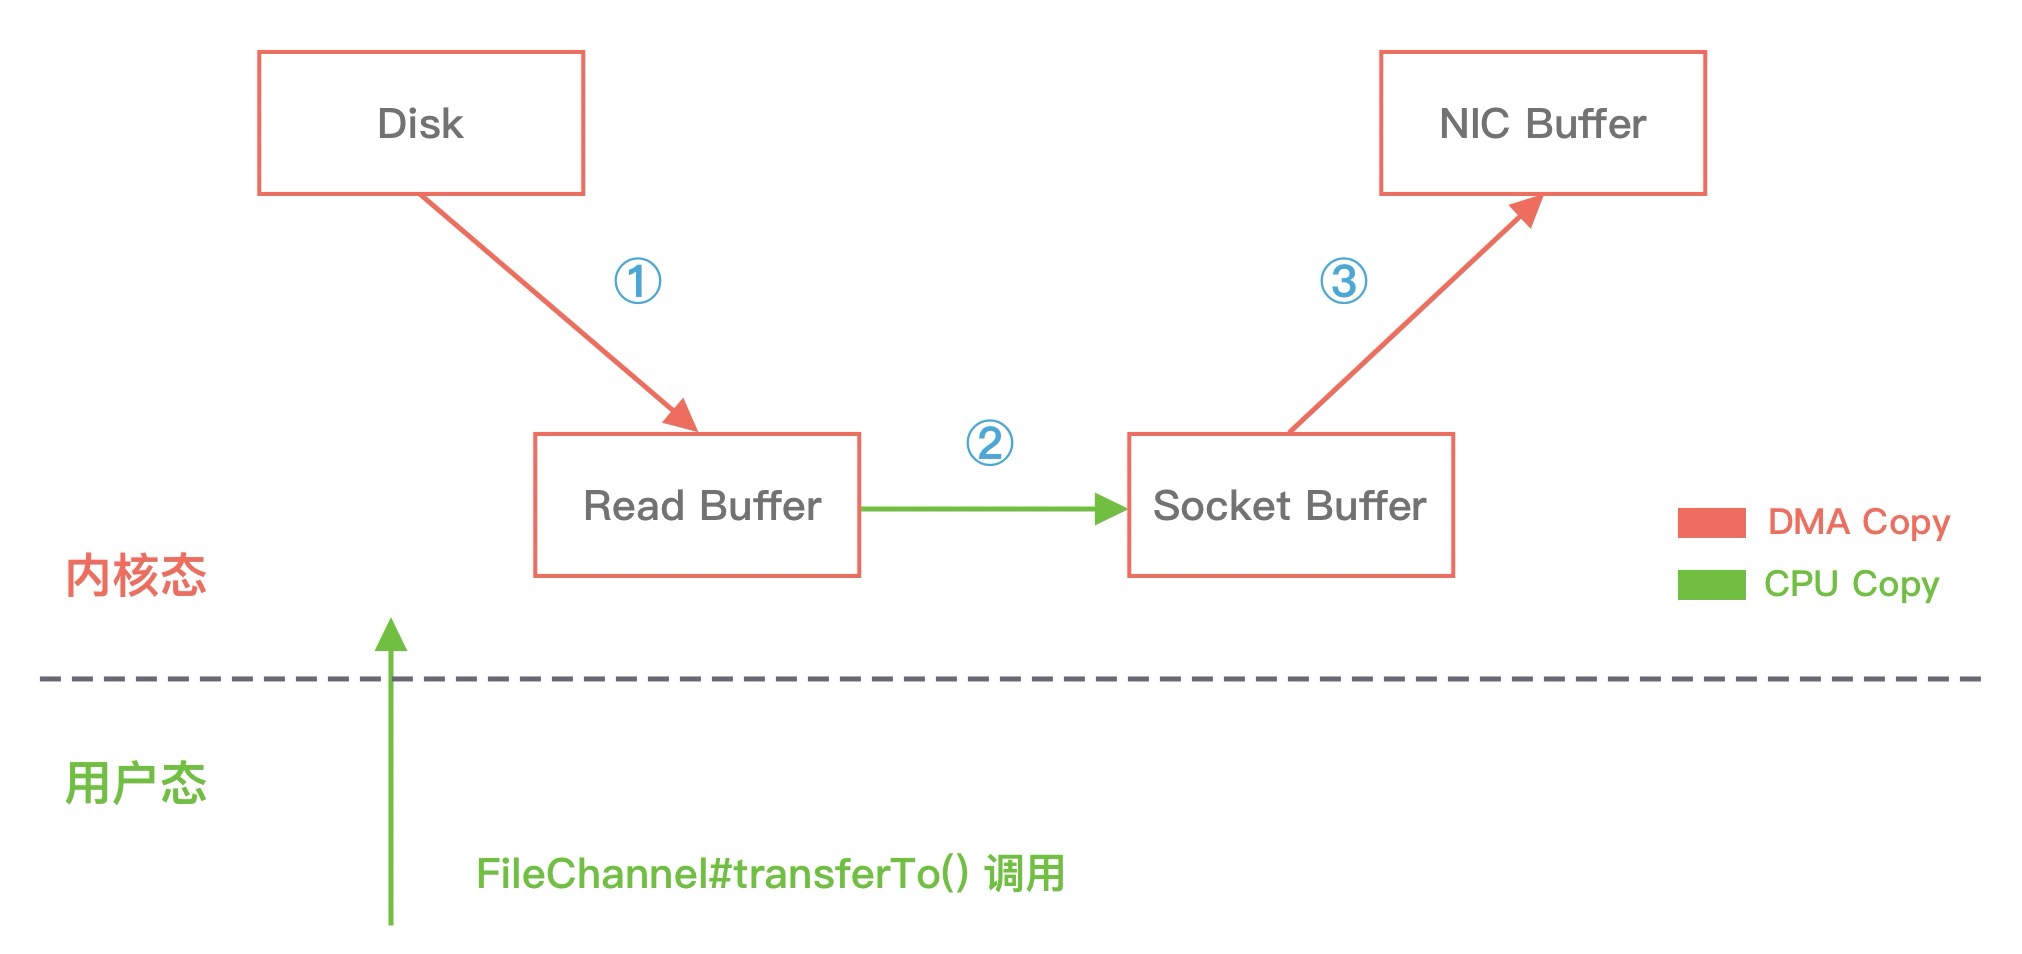 Disk
NIC Buffer
①
③
②
Read Buffer
Socket Buffer
DMA Copy
内核态
CPU Copy
用户态
FileChannel#transferTo() 调用